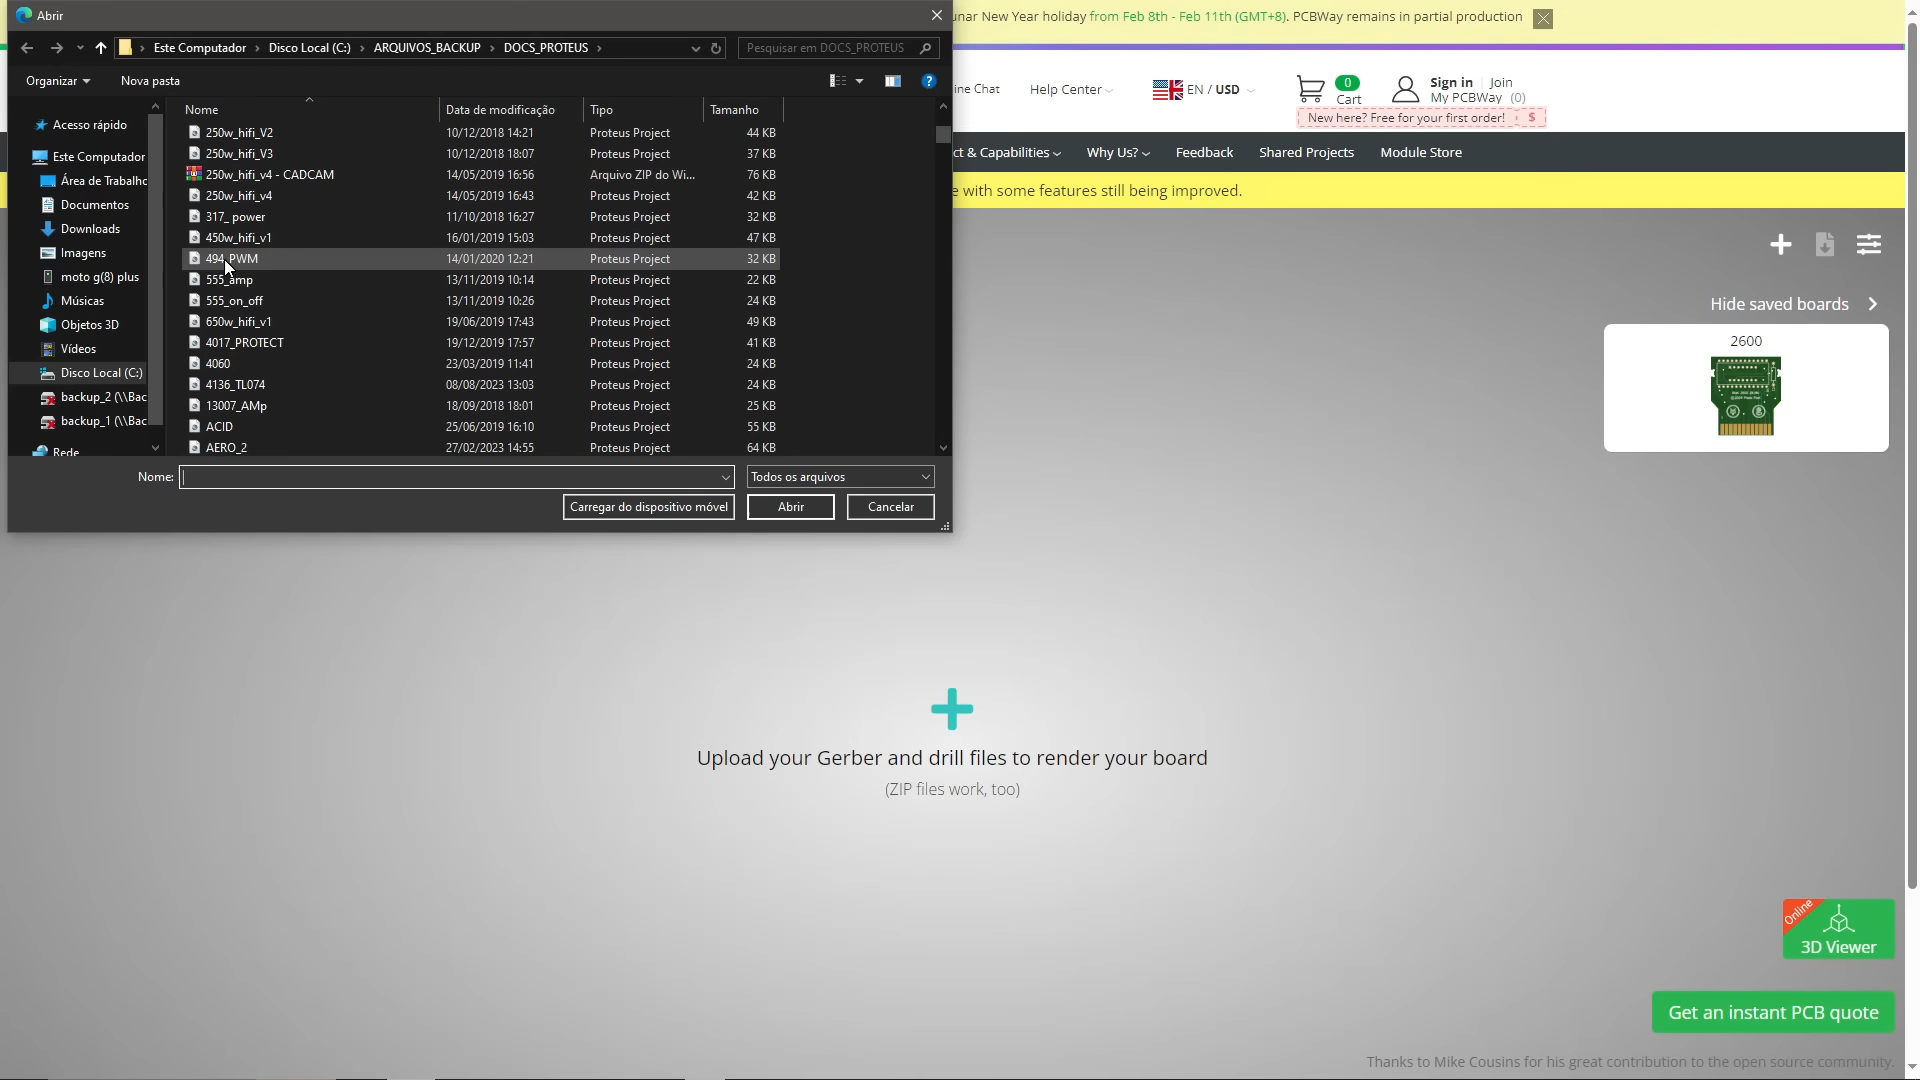 Abrir
Este Computador > Disco Local (C:) > ARQUIVOS_BACKUP > DOCS_PROTEUS >
Pesquisar em DOCS_PROTEUS
Organizar
Nova pasta
Acesso rápido
Este Computador
Área de Trabalho
Documentos
Downloads
Imagens
moto g(8) plus
Músicas
Objetos 3D
Vídeos
Disco Local (C:)
backup_2 (\\Bac
backup_1 (\\Bac
Rede
Nome Data de modificação Tipo Tamanho
250w_hifi_V2 10/12/2018 14:21 Proteus Project 44 KB
250w_hifi_V3 10/12/2018 18:07 Proteus Project 37 KB
250w_hifi_v4 - CADCAM 14/05/2019 16:56 Arquivo ZIP do Wi... 76 KB
250w_hifi_v4 14/05/2019 16:43 Proteus Project 42 KB
317_ power 11/10/2018 16:27 Proteus Project 32 KB
450w_hifi_v1 16/01/2019 15:03 Proteus Project 47 KB
494_PWM 14/01/2020 12:21 Proteus Project 32 KB
555_amp 13/11/2019 10:14 Proteus Project 22 KB
555_on_off 13/11/2019 10:26 Proteus Project 24 KB
650w_hifi_v1 19/06/2019 17:43 Proteus Project 49 KB
4017_PROTECT 19/12/2019 17:57 Proteus Project 41 KB
4060 23/03/2019 11:41 Proteus Project 24 KB
4136_TL074 08/08/2023 13:03 Proteus Project 24 KB
13007_AMp 18/09/2018 18:01 Proteus Project 25 KB
ACID 25/06/2019 16:10 Proteus Project 55 KB
AERO_2 27/02/2023 14:55 Proteus Project 64 KB
Nome:
Todos os arquivos
Carregar do dispositivo móvel
Abrir
Cancelar
unar New Year holiday from Feb 8th - Feb 11th (GMT+8). PCBWay remains in partial production
ine Chat
Help Center
EN / USD
0
Cart
Sign in | Join
My PCBWay (0)
New here? Free for your first order! $
ct & Capabilities
Why Us?
Feedback
Shared Projects
Module Store
e with some features still being improved.
Hide saved boards
2600
Upload your Gerber and drill files to render your board
(ZIP files work, too)
Online
3D Viewer
Get an instant PCB quote
Thanks to Mike Cousins for his great contribution to the open source community.